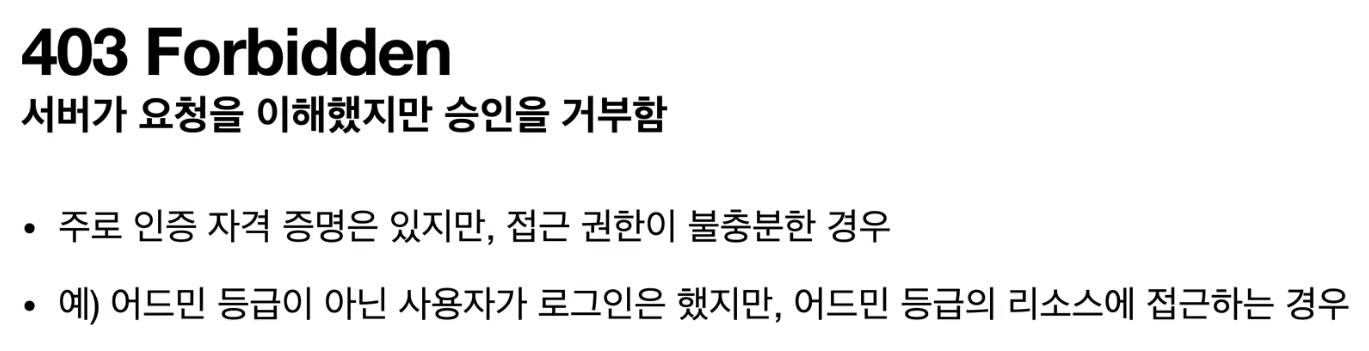 403 Forbidden
서버가 요청을 이해했지만 승인을 거부함
• 주로 인증 자격 증명은 있지만, 접근 권한이 불충분한 경우
• 예) 어드민 등급이 아닌 사용자가 로그인은 했지만, 어드민 등급의 리소스에 접근하는 경우